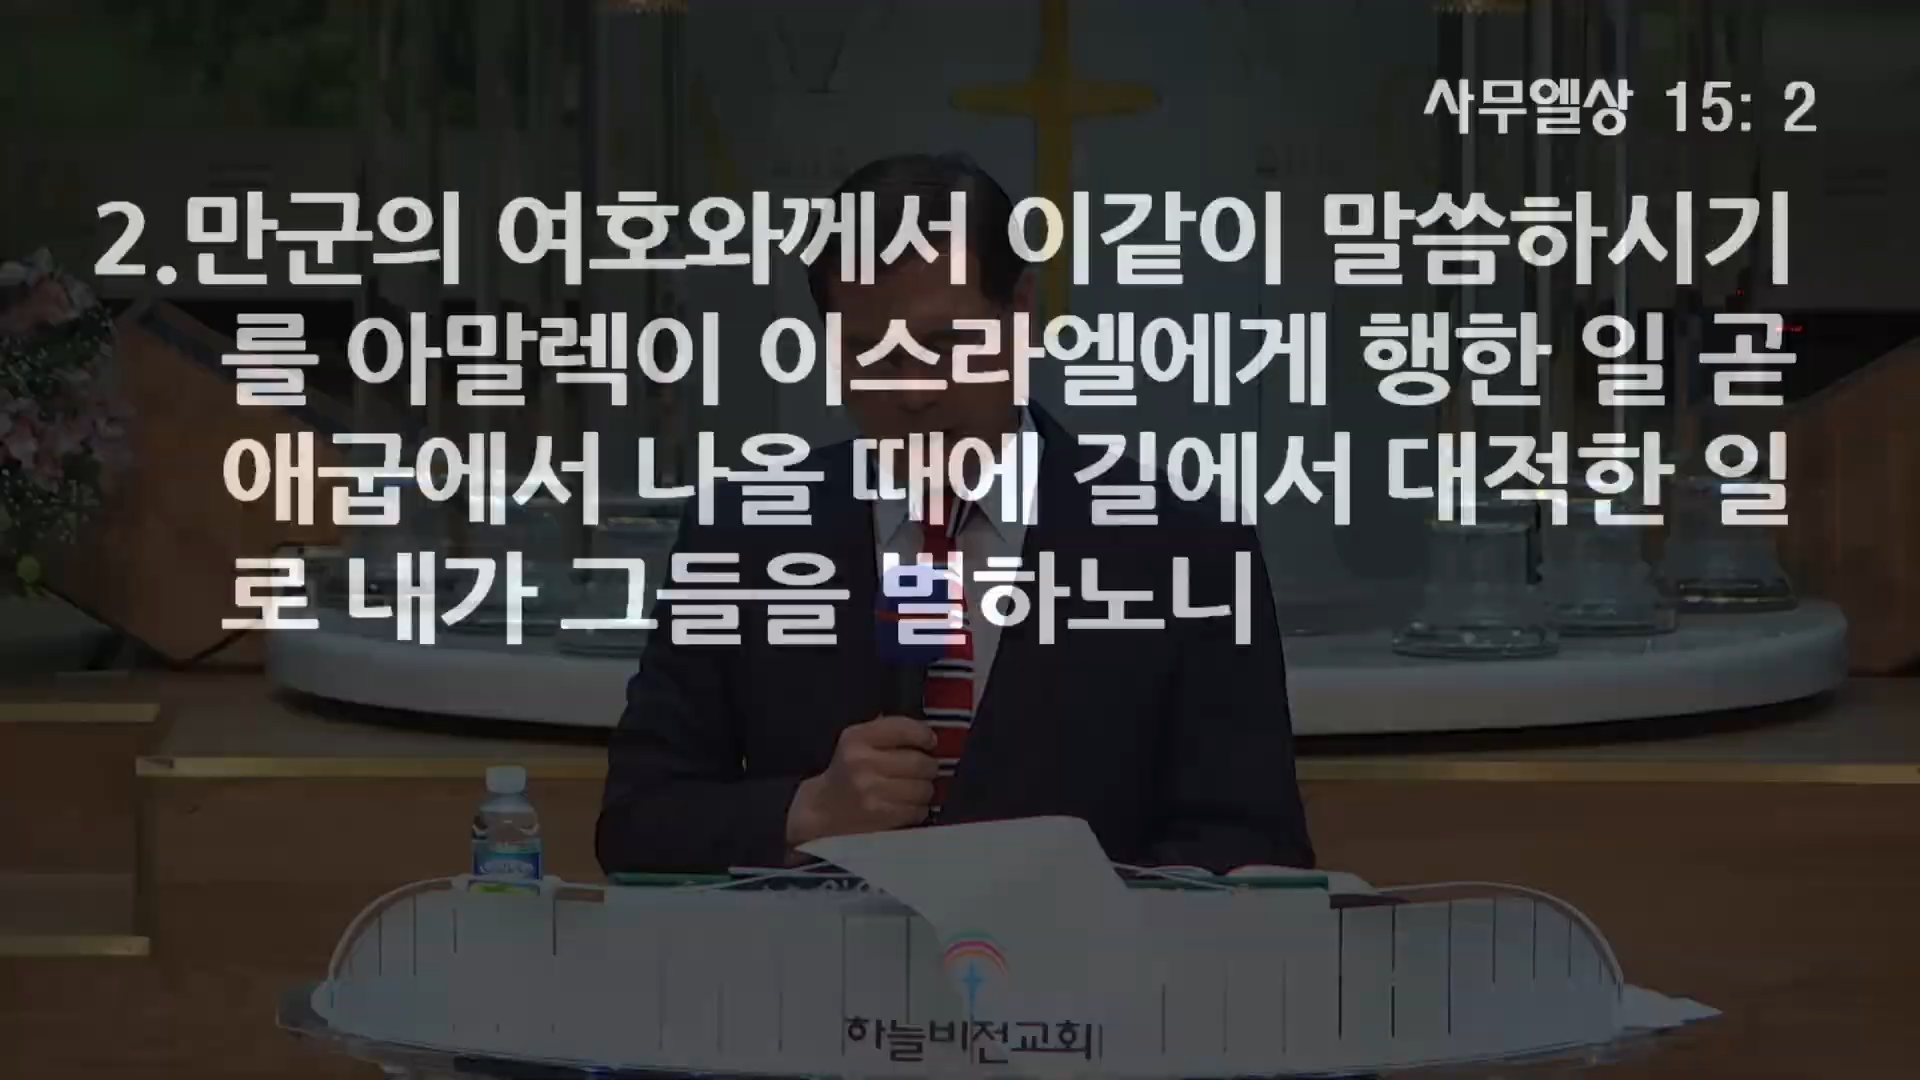 사무엘상 15: 2
2.만군의 여호와께서 이같이 말씀하시기
를 아말렉이 이스라엘에게 행한 일 곧
애굽에서 나올 때에 길에서 대적한 일
로 내가 그들을 벌하노니
하늘비전교회